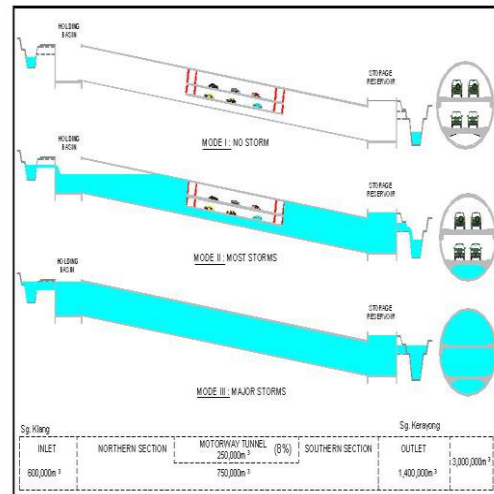 HOLDING
BASIN
STORAGE
RESERVOIR
MODE I : NO STORM
HOLDING
BASIN
STORAGE
RESERVOIR
MODE II : MOST STORMS
HOLDING
BASIN
STORAGE
RESERVOIR
MODE III : MAJOR STORMS
Sg. Klang
Sg. Kerayong
INLET
NORTHERN SECTION
MOTORWAY TUNNEL (8%)
250,000m³
SOUTHERN SECTION
OUTLET
3,000,000m³
600,000m³
750,000m³
1,400,000m³